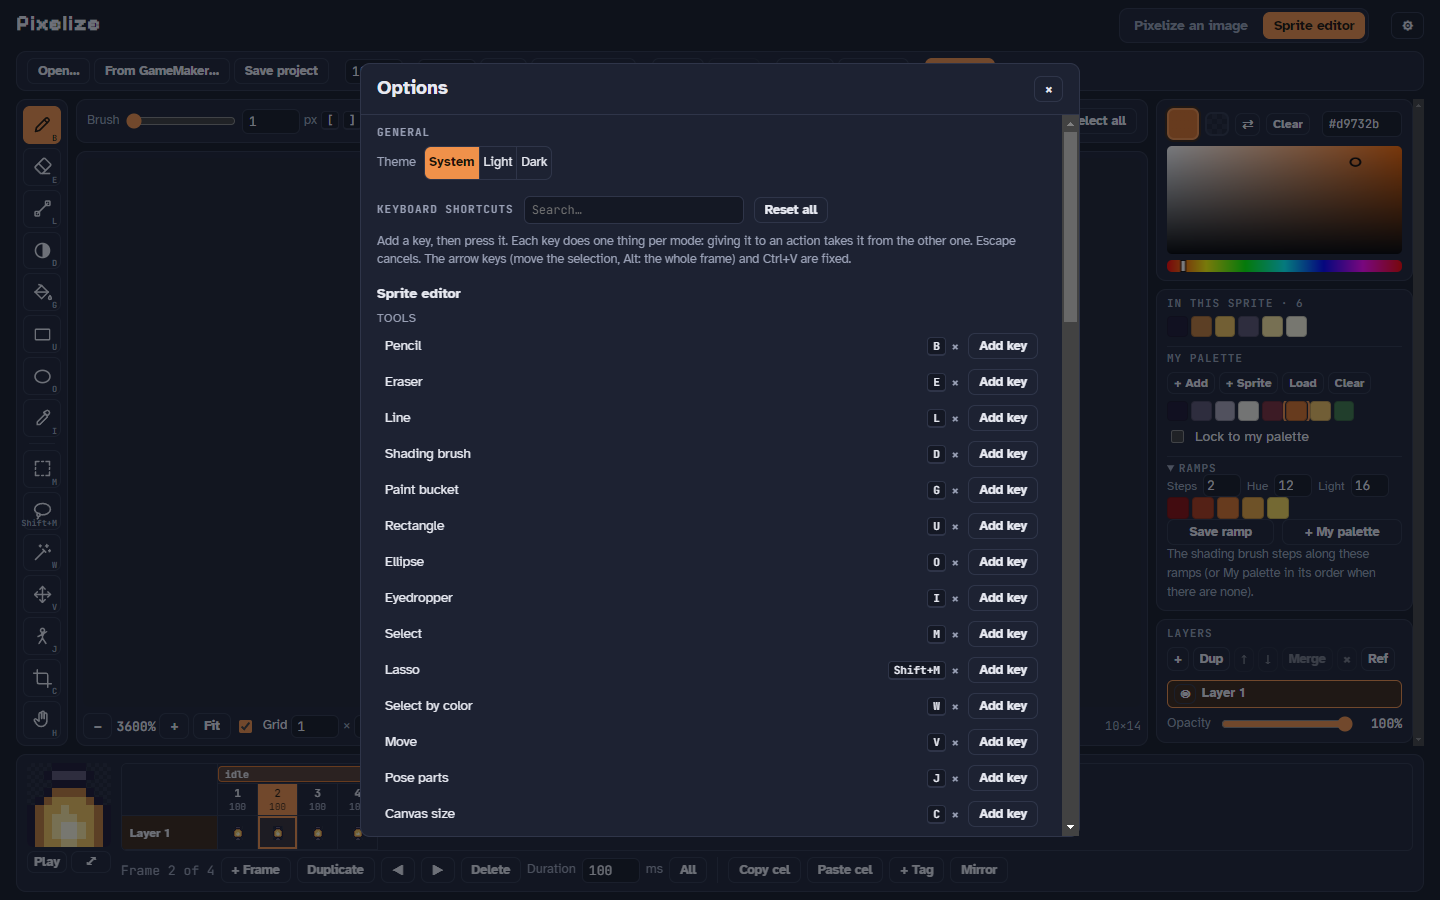 Pixelize
Pixelize an image
Sprite editor
Open...
From GameMaker...
Save project
Options
×
Brush
1
px
[
]
elect all
Clear
#d9732b
GENERAL
Theme
System
Light
Dark
KEYBOARD SHORTCUTS
Search…
Reset all
Add a key, then press it. Each key does one thing per mode: giving it to an action takes it from the other one. Escape
cancels. The arrow keys (move the selection, Alt: the whole frame) and Ctrl+V are fixed.
Sprite editor
TOOLS
Pencil B × Add key
Eraser E × Add key
Line L × Add key
Shading brush D × Add key
Paint bucket G × Add key
Rectangle U × Add key
Ellipse O × Add key
Eyedropper I × Add key
Select M × Add key
Lasso Shift+M × Add key
Select by color W × Add key
Move V × Add key
Pose parts J × Add key
Canvas size C × Add key
B
E
L
D
G
U
O
I
M
Shift+M
W
V
J
C
H
IN THIS SPRITE · 6
MY PALETTE
+ Add
+ Sprite
Load
Clear
Lock to my palette
▼ RAMPS
Steps 2 Hue 12 Light 16
Save ramp
+ My palette
The shading brush steps along these
ramps (or My palette in its order when
there are none).
LAYERS
+ Dup ↑ ↓ Merge × Ref
Layer 1
Opacity 100%
− 3600% + Fit Grid 1 ×
10×14
idle
1 2 3 4
100 100 100 10
Layer 1
Play
Frame 2 of 4
+ Frame
Duplicate
◀
▶
Delete
Duration 100 ms
All
Copy cel
Paste cel
+ Tag
Mirror